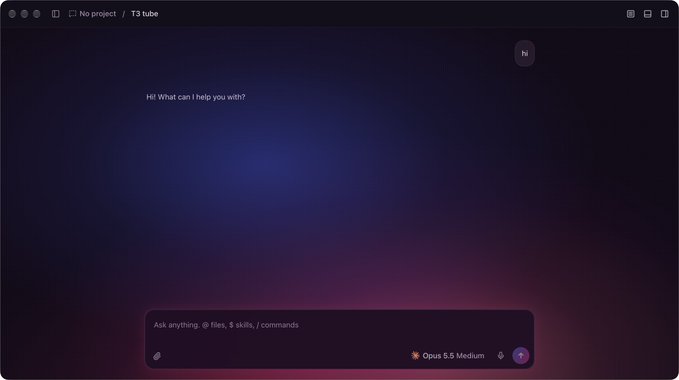 No project / T3 tube
hi
Hi! What can I help you with?
Ask anything. @ files, $ skills, / commands
Opus 5.5 Medium